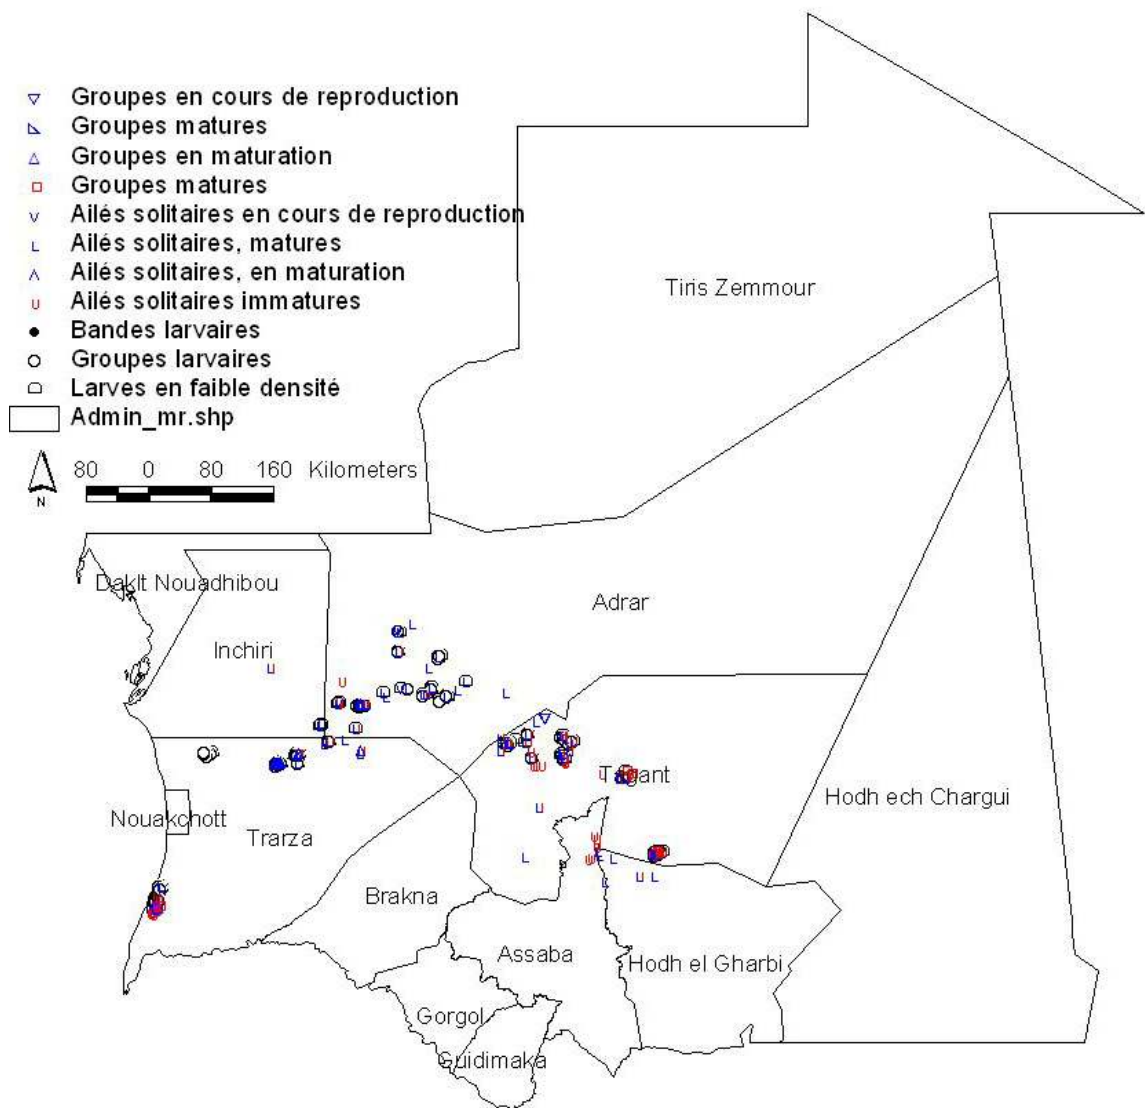 Groupes en cours de reproduction
Groupes matures
Groupes en maturation
Groupes matures
Ailés solitaires en cours de reproduction
Ailés solitaires, matures
Ailés solitaires, en maturation
Ailés solitaires immatures
Bandes larvaires
Groupes larvaires
Larves en faible densité
Admin_mr.shp
80 0 80 160 Kilometers
N
Tiris Zemmour
Daklt Nouadhibou
Adrar
Inchiri
Tagant
Hodh ech Chargui
Nouakchott
Trarza
Brakna
Assaba
Hodh el Gharbi
Gorgol
Guidimaka